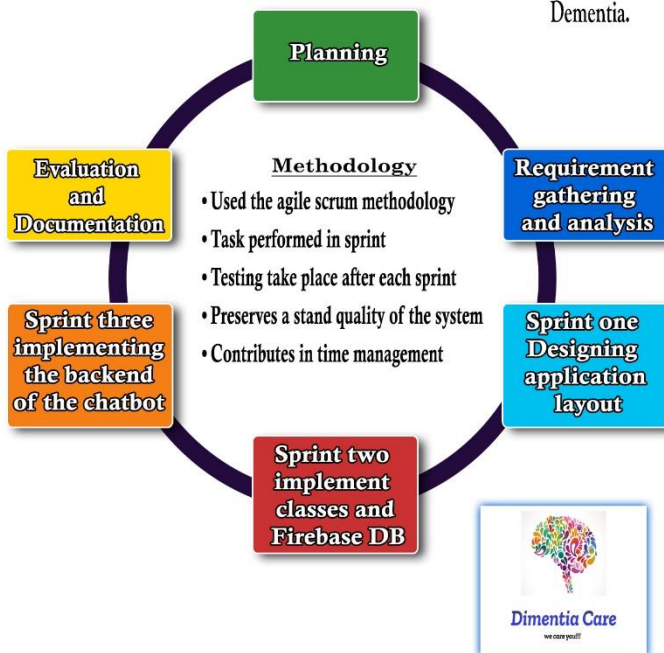 Dementia.
Planning
Evaluation
and
Documentation
Methodology
• Used the agile scrum methodology
• Task performed in sprint
• Testing take place after each sprint
• Preserves a stand quality of the system
• Contributes in time management
Requirement
gathering
and analysis
Sprint three
implementing
the backend
of the chatbot
Sprint one
Designing
application
layout
Sprint two
implement
classes and
Firebase DB
Dimentia Care
we care you!!!